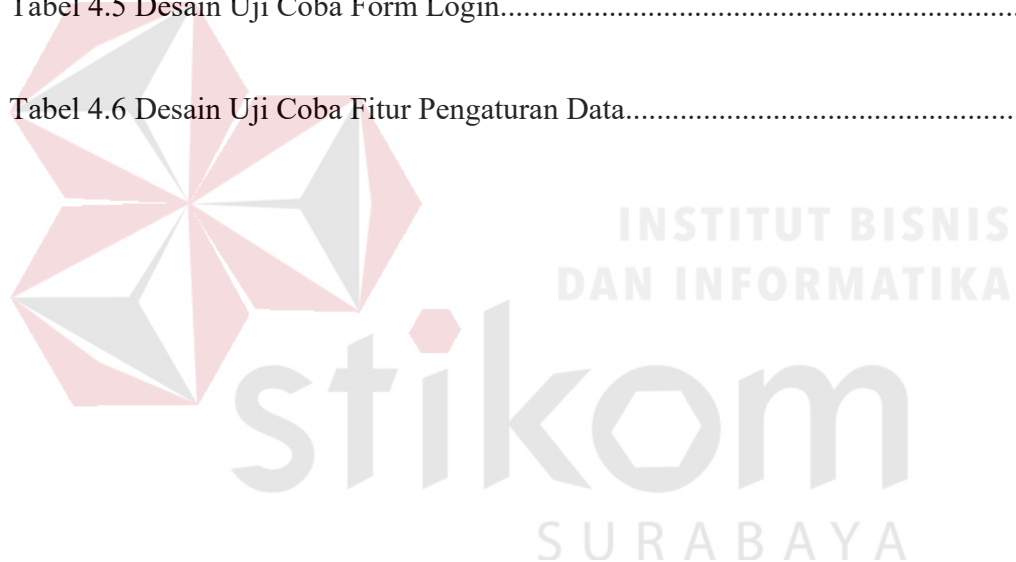 Tabel 4.5 Desain Uji Coba Form Login.................................................................
Tabel 4.6 Desain Uji Coba Fitur Pengaturan Data.................................................
INSTITUT BISNIS
DAN INFORMATIKA
stikom
SURABAYA